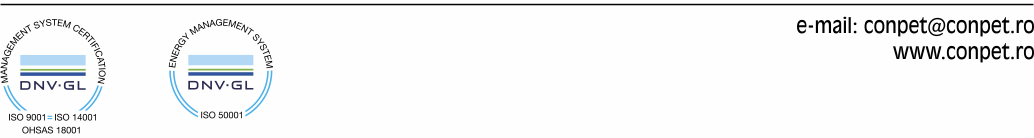 e-mail: conpet@conpet.ro
www.conpet.ro
MANAGEMENT SYSTEM CERTIFICATION
DNV·GL
ISO 9001=ISO 14001
OHSAS 18001
ENERGY MANAGEMENT SYSTEM
DNV·GL
ISO 50001